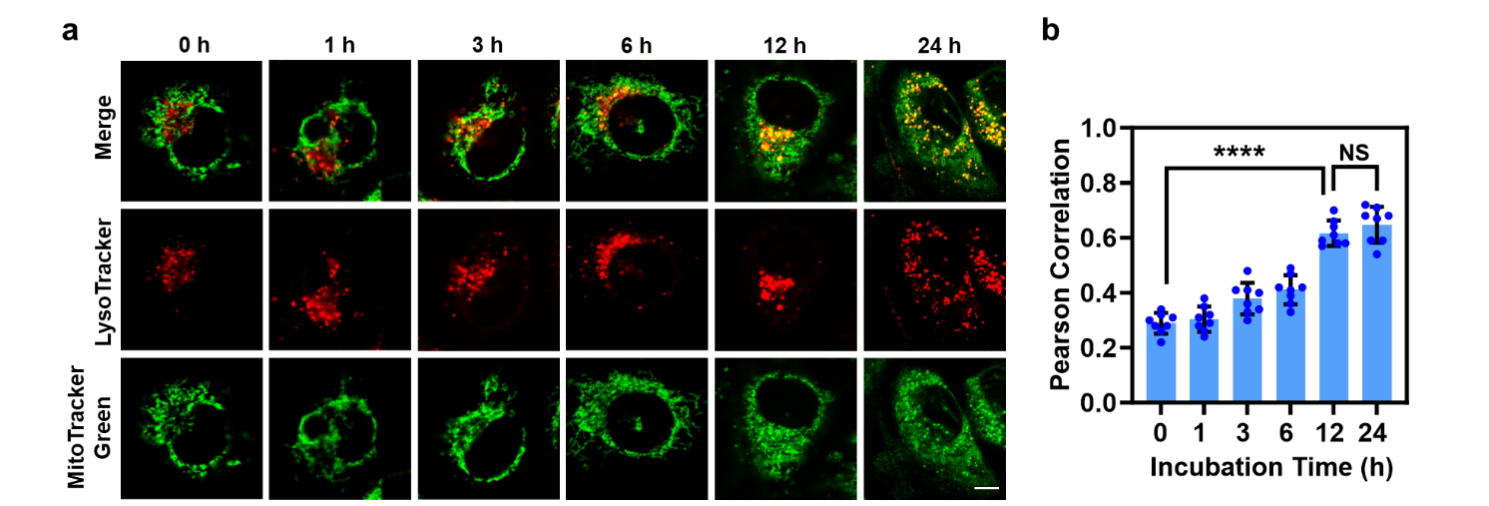 a
0 h
1 h
3 h
6 h
12 h
24 h
Merge
LysoTracker
MitoTracker
Green
b
Pearson Correlation
1.0
0.8
0.6
0.4
0.2
0.0
****
NS
0
1
3
6
12
24
Incubation Time (h)